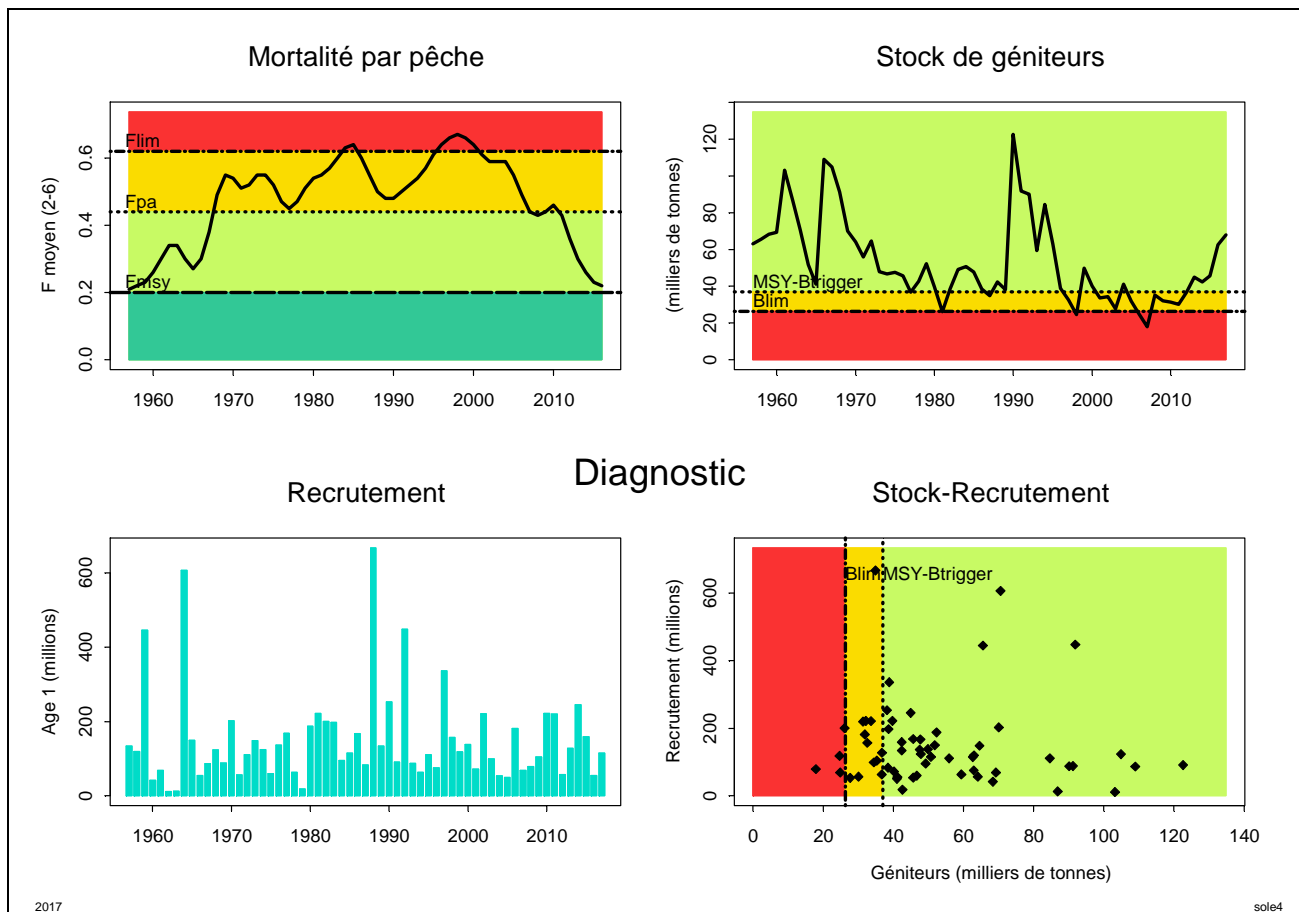 Mortalité par pêche
F moyen (2-6)
0.0 0.2 0.4 0.6
Flim
Fpa
Fmsy
1960 1970 1980 1990 2000 2010
Stock de géniteurs
(milliers de tonnes)
0 20 40 60 80 120
MSY-Btrigger
Blim
1960 1970 1980 1990 2000 2010
Diagnostic
Recrutement
Age 1 (millions)
0 200 400 600
1960 1970 1980 1990 2000 2010
Stock-Recrutement
Recrutement (millions)
0 200 400 600
Blim MSY-Btrigger
0 20 40 60 80 100 120 140
Géniteurs (milliers de tonnes)
2017
sole4